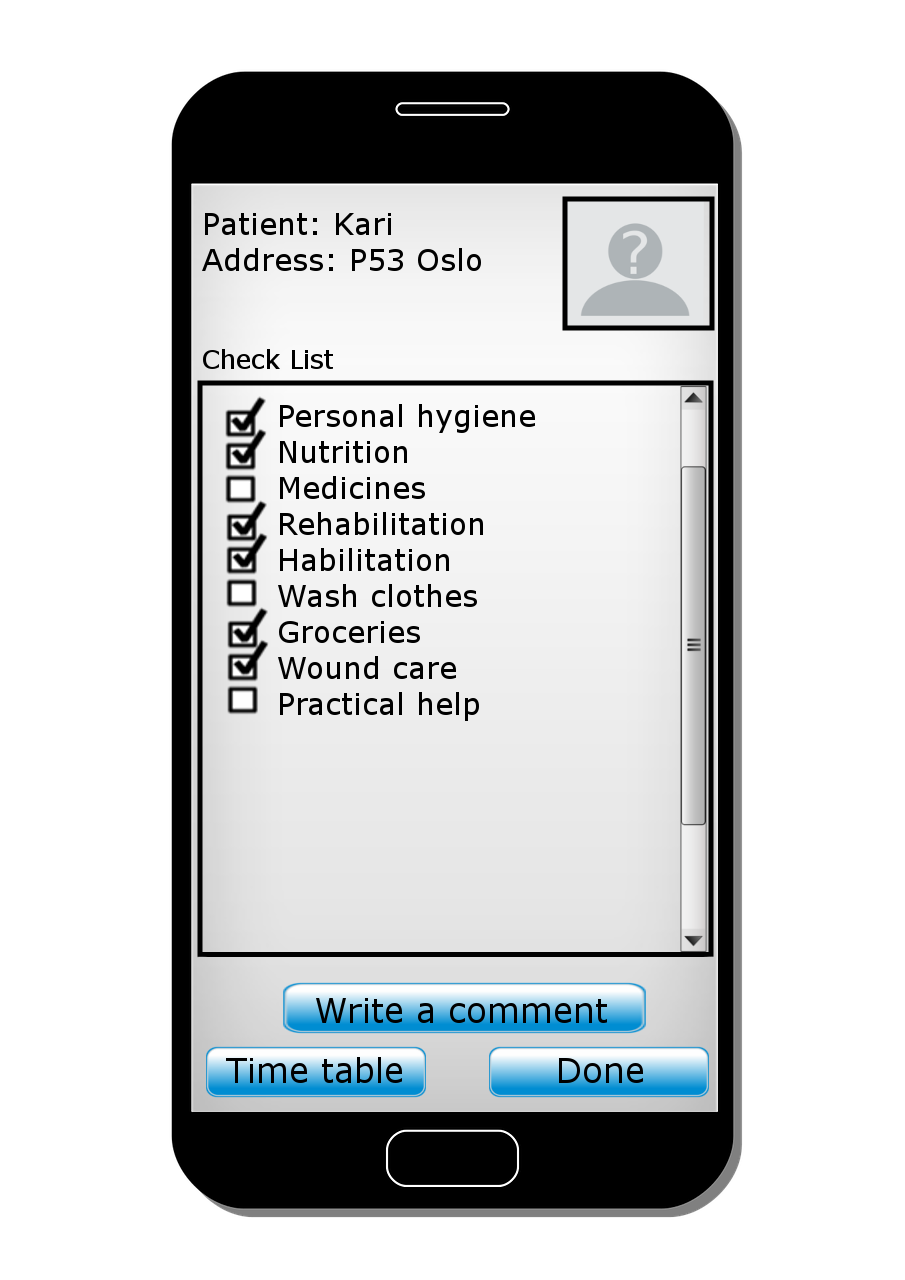 Patient: Kari
Address: P53 Oslo
?
Check List
Personal hygiene
Nutrition
Medicines
Rehabilitation
Habilitation
Wash clothes
Groceries
Wound care
Practical help
Write a comment
Time table
Done